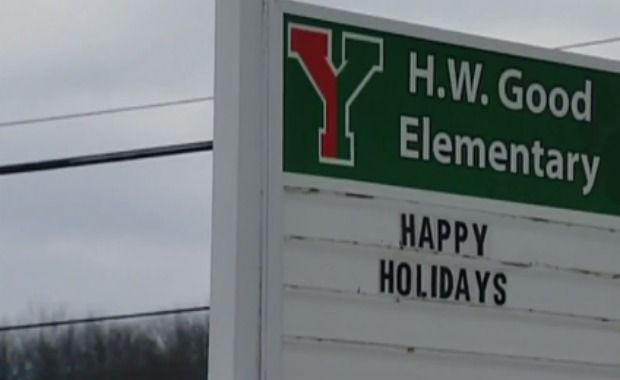 Y
H.W. Good
Elementary
HAPPY
HOLIDAYS